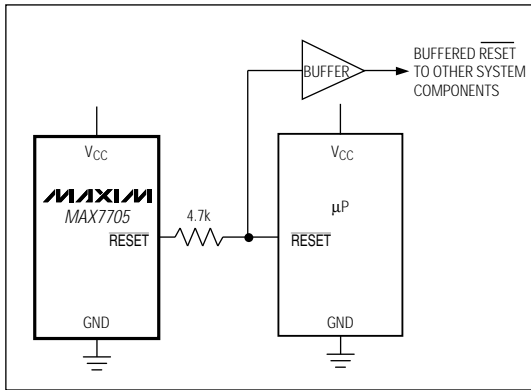 BUFFERED RESET
TO OTHER SYSTEM
COMPONENTS
BUFFER
VCC
MAXIM
MAX7705
RESET
GND
4.7k
VCC
µP
RESET
GND